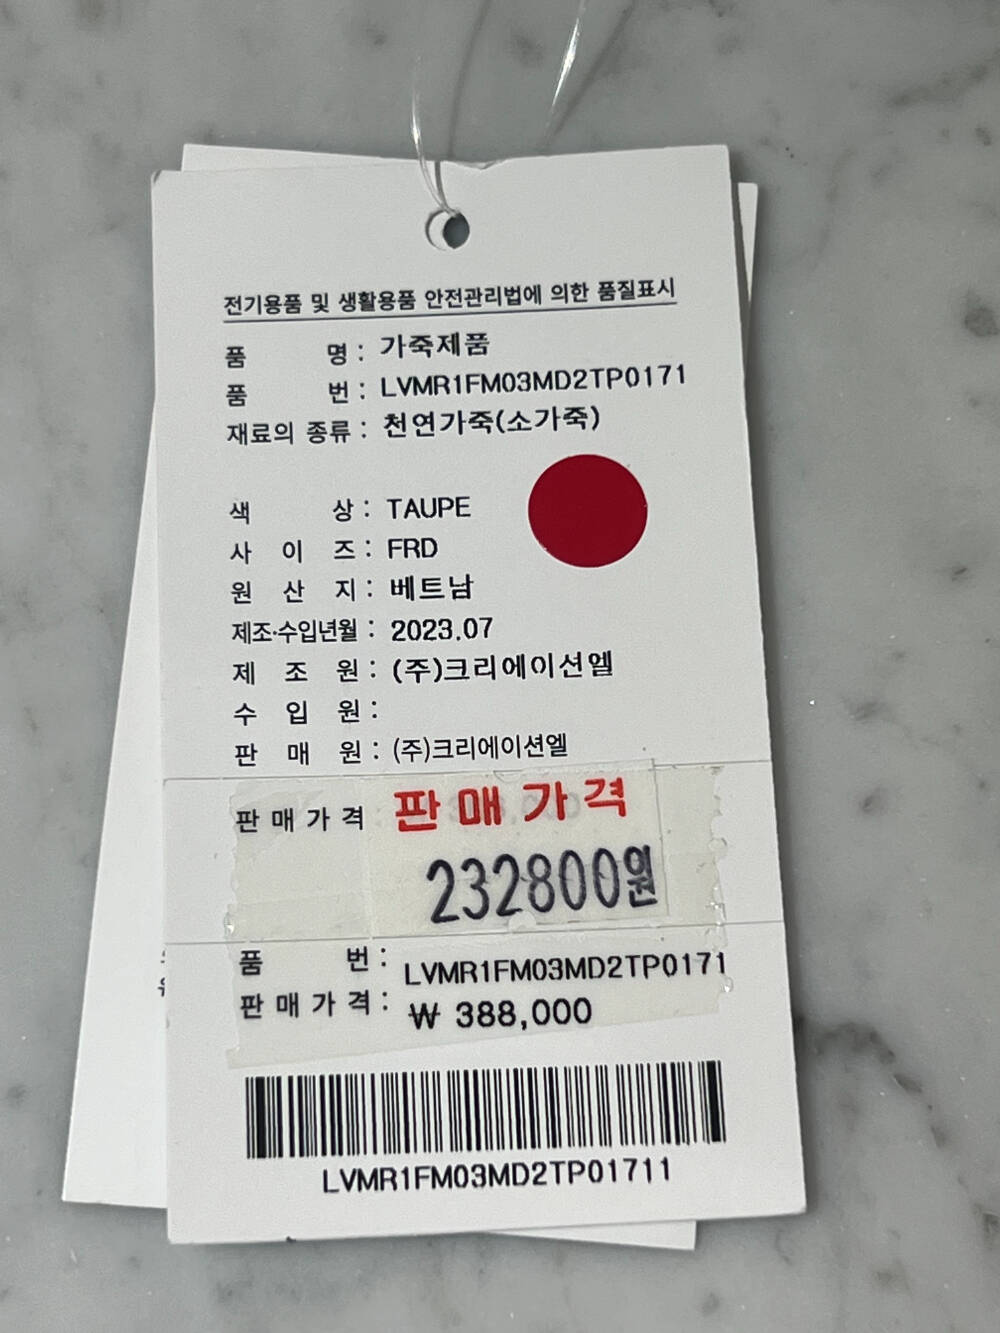 전기용품 및 생활용품 안전관리법에 의한 품질표시
품 명 : 가죽제품
품 번 : LVMR1FM03MD2TP0171
재료의 종류 : 천연가죽(소가죽)
색 상 : TAUPE
사 이 즈 : FRD
원 산 지 : 베트남
제조·수입년월 : 2023.07
제 조 원 : (주)크리에이션엘
수 입 원 :
판 매 원 : (주)크리에이션엘
판 매 가 격 : 판매가격
232800원
품 번 : LVMR1FM03MD2TP0171
판 매 가 격 : ₩ 388,000
LVMR1FM03MD2TP01711